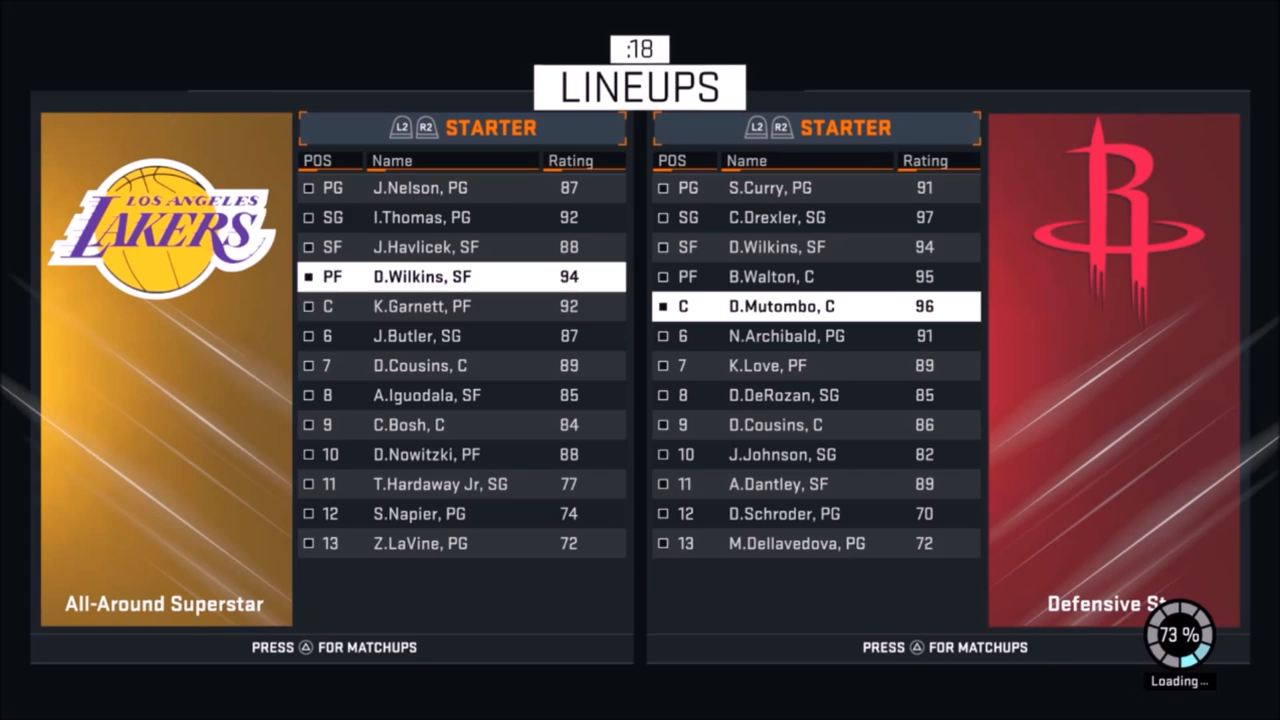 :18
LINEUPS
LOS ANGELES
LAKERS
L2 R2 STARTER
POS Name Rating
PG J.Nelson, PG 87
SG I.Thomas, PG 92
SF J.Havlicek, SF 88
PF D.Wilkins, SF 94
C K.Garnett, PF 92
6 J.Butler, SG 87
7 D.Cousins, C 89
8 A.Iguodala, SF 85
9 C.Bosh, C 84
10 D.Nowitzki, PF 88
11 T.Hardaway Jr, SG 77
12 S.Napier, PG 74
13 Z.LaVine, PG 72
All-Around Superstar
PRESS FOR MATCHUPS
L2 R2 STARTER
POS Name Rating
PG S.Curry, PG 91
SG C.Drexler, SG 97
SF D.Wilkins, SF 94
PF B.Walton, C 95
C D.Mutombo, C 96
6 N.Archibald, PG 91
7 K.Love, PF 89
8 D.DeRozan, SG 85
9 D.Cousins, C 86
10 J.Johnson, SG 82
11 A.Dantley, SF 89
12 D.Schroder, PG 70
13 M.Dellavedova, PG 72
R
Defensive St
PRESS FOR MATCHUPS
73 %
Loading...